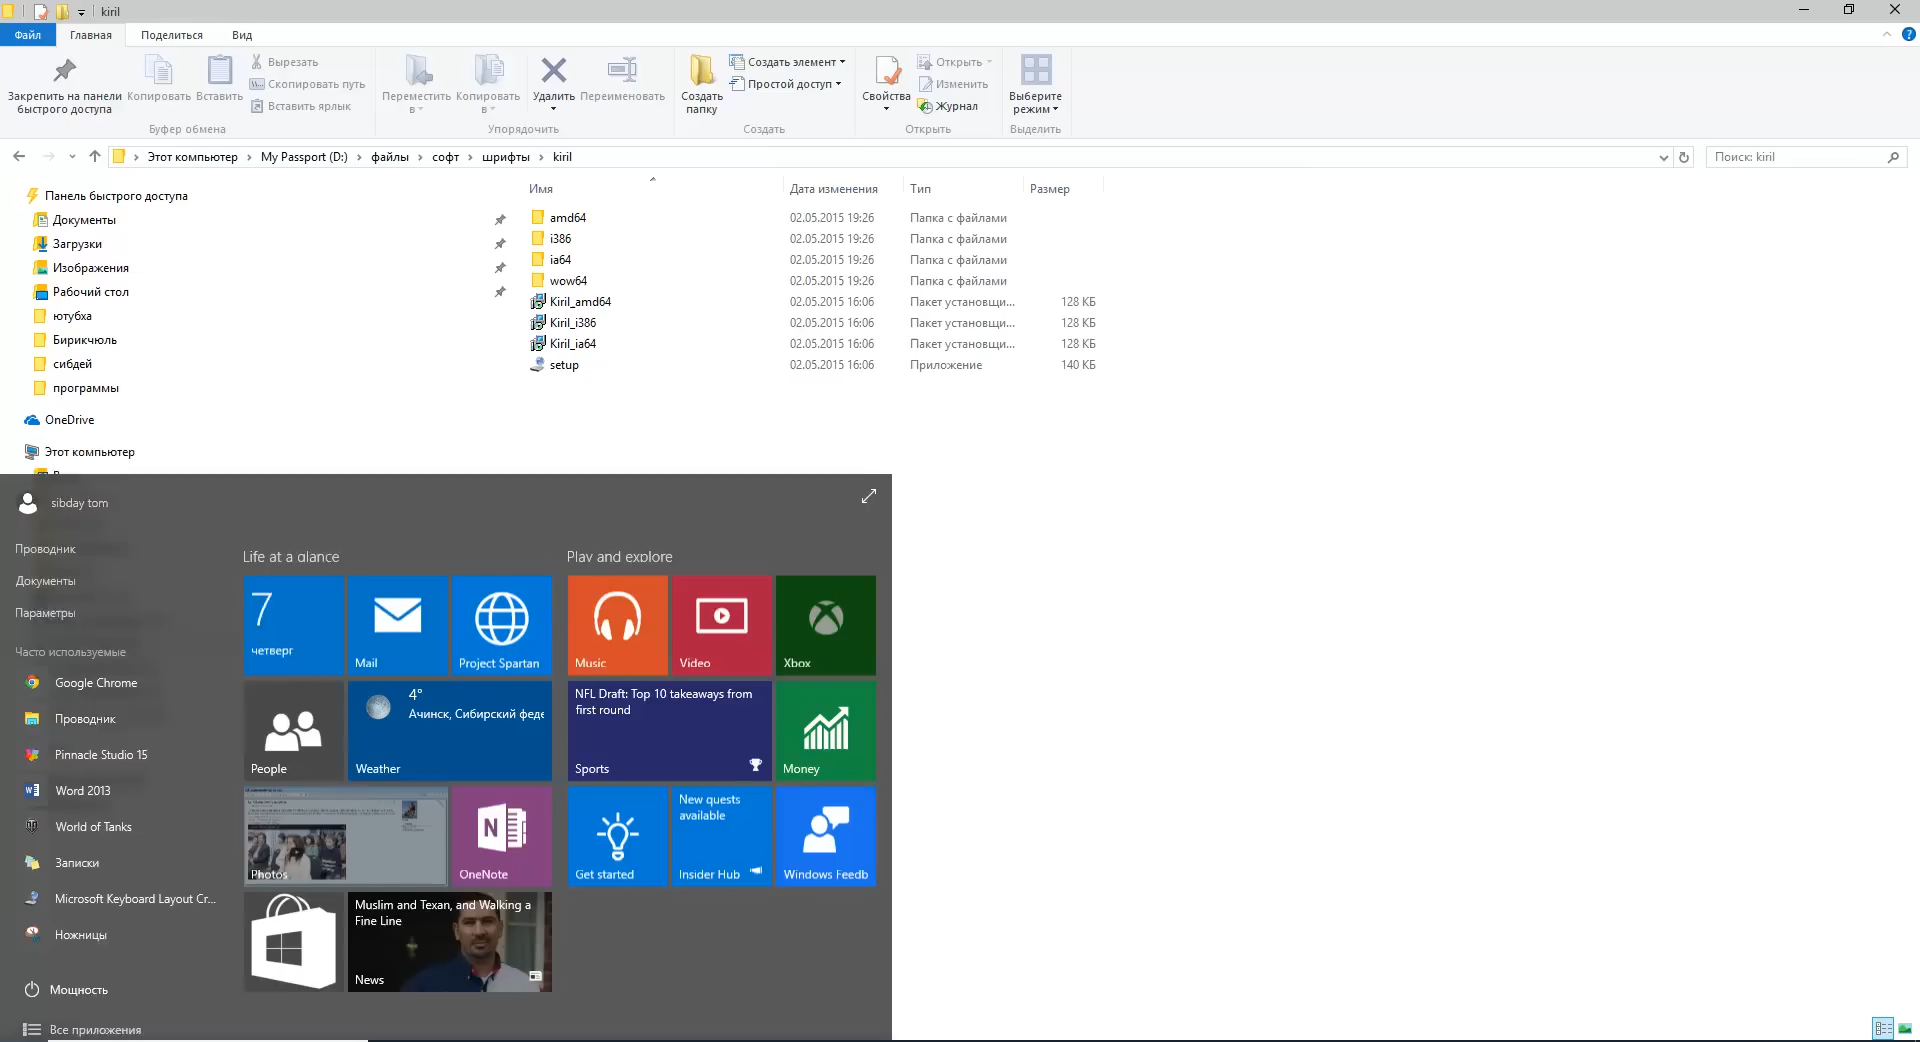 kiril
Файл
Главная
Поделиться
Вид
Закрепить на панели
быстрого доступа
Копировать
Вставить
Вырезать
Скопировать путь
Вставить ярлык
Буфер обмена
Переместить
в
Копировать
в
Удалить
Переименовать
Упорядочить
Создать
папку
Создать элемент
Простой доступ
Создать
Свойства
Открыть
Изменить
Журнал
Открыть
Выберите
режим
Выделить
Этот компьютер
My Passport (D:)
файлы
софт
шрифты
kiril
Поиск: kiril
Имя
Дата изменения
Тип
Размер
Панель быстрого доступа
Документы
Загрузки
Изображения
Рабочий стол
ютубха
Бирикчюль
сибдей
программы
OneDrive
Этот компьютер
amd64 02.05.2015 19:26 Папка с файлами
i386 02.05.2015 19:26 Папка с файлами
ia64 02.05.2015 19:26 Папка с файлами
wow64 02.05.2015 19:26 Папка с файлами
Kiril_amd64 02.05.2015 16:06 Пакет установщи... 128 КБ
Kiril_i386 02.05.2015 16:06 Пакет установщи... 128 КБ
Kiril_ia64 02.05.2015 16:06 Пакет установщи... 128 КБ
setup 02.05.2015 16:06 Приложение 140 КБ
sibday tom
Проводник
Документы
Параметры
Часто используемые
Google Chrome
Проводник
Pinnacle Studio 15
Word 2013
World of Tanks
Записки
Microsoft Keyboard Layout Cr...
Ножницы
Мощность
Все приложения
Life at a glance
7
четверг
Mail
Project Spartan
People
4°
Ачинск, Сибирский феде
Weather
Photos
OneNote
Muslim and Texan, and Walking a
Fine Line
News
Play and explore
Music
Video
Xbox
NFL Draft: Top 10 takeaways from
first round
Sports
Money
Get started
New quests
available
Insider Hub
Windows Feedb